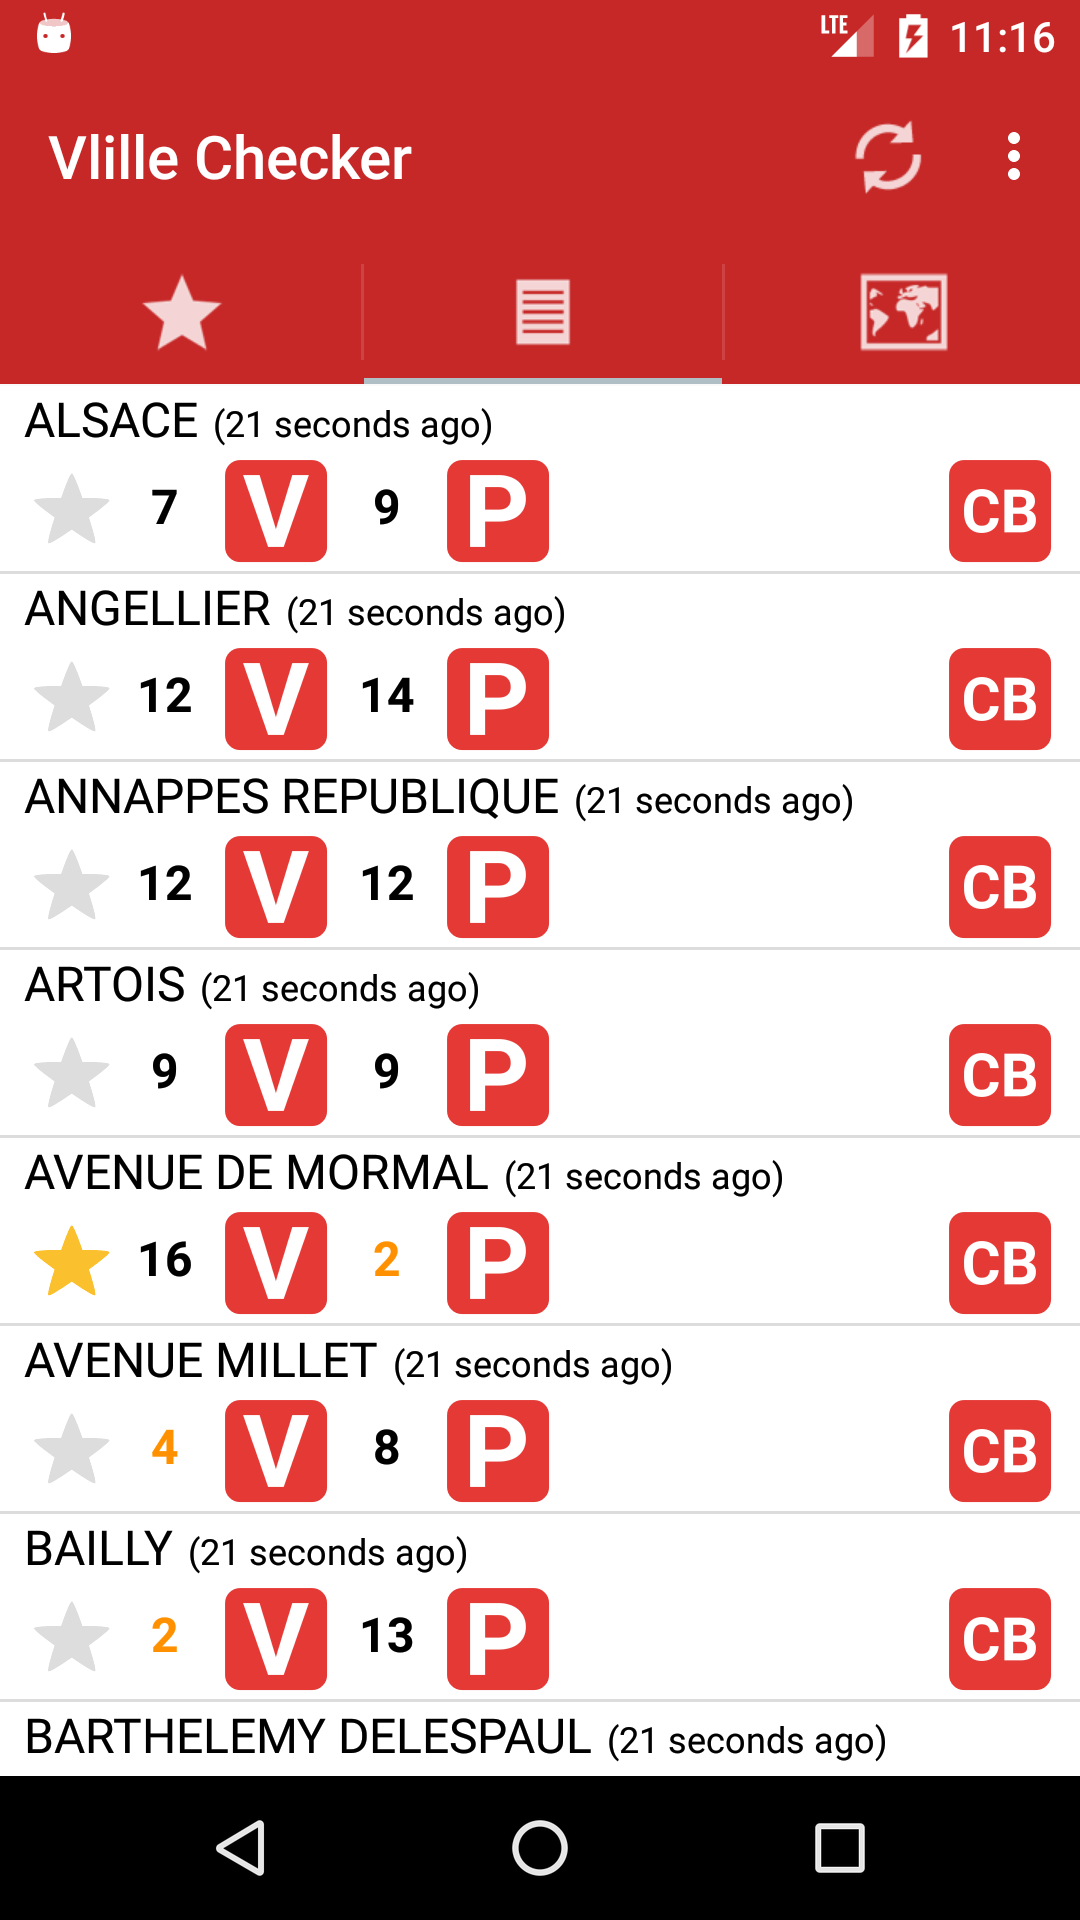 LTE 11:16
Vlille Checker
ALSACE (21 seconds ago)
7 V 9 P CB
ANGELLIER (21 seconds ago)
12 V 14 P CB
ANNAPPES REPUBLIQUE (21 seconds ago)
12 V 12 P CB
ARTOIS (21 seconds ago)
9 V 9 P CB
AVENUE DE MORMAL (21 seconds ago)
16 V 2 P CB
AVENUE MILLET (21 seconds ago)
4 V 8 P CB
BAILLY (21 seconds ago)
2 V 13 P CB
BARTHELEMY DELESPAUL (21 seconds ago)